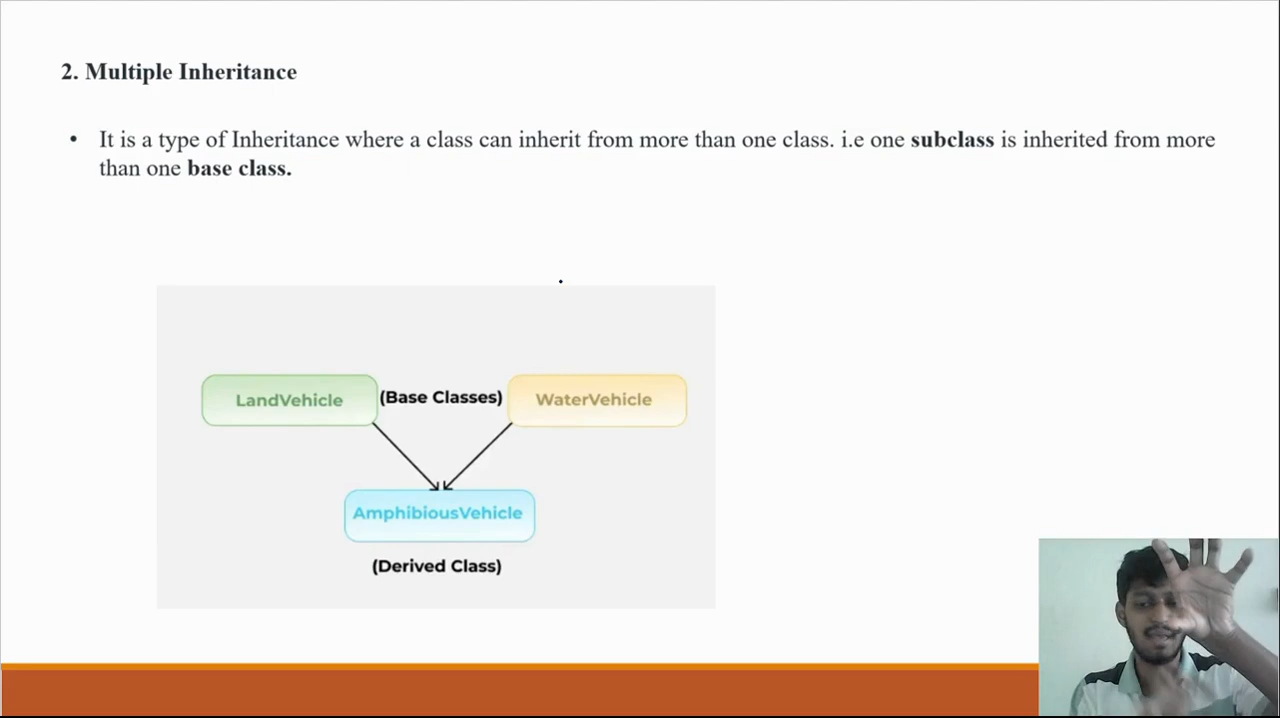 2. Multiple Inheritance
• It is a type of Inheritance where a class can inherit from more than one class. i.e one subclass is inherited from more
than one base class.
LandVehicle (Base Classes) WaterVehicle
AmphibiousVehicle
(Derived Class)